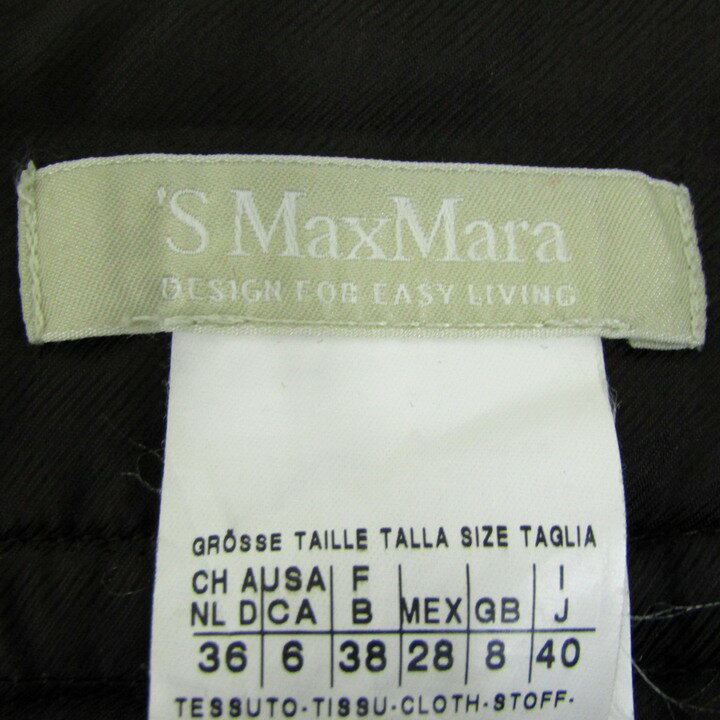 'S MaxMara
DESIGN FOR EASY LIVING
GRÖSSE TAILLE TALLA SIZE TAGLIA
CH A USA F MEX GB I
NL D CA B J
36 6 38 28 8 40
TESSUTO-TISSU-CLOTH-STOFF-